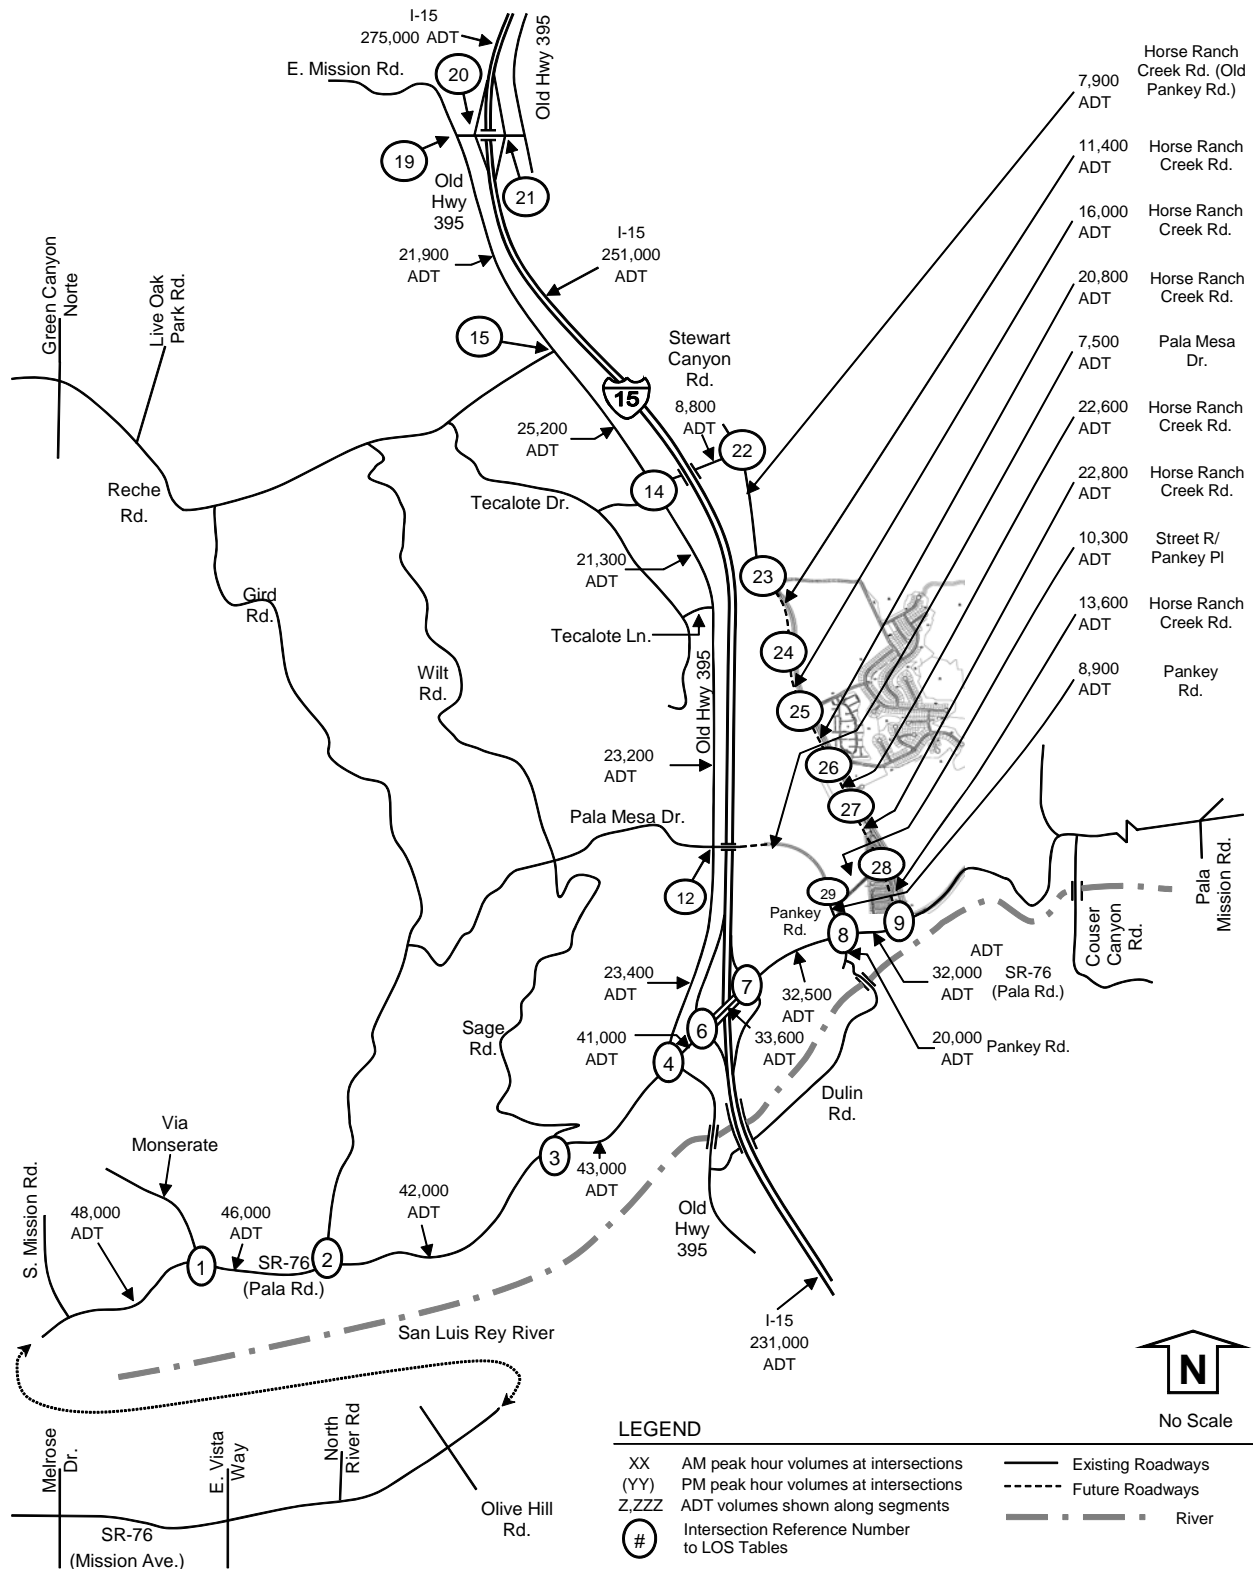 I-15
275,000 ADT
Old Hwy 395
E. Mission Rd.
20
19
21
Old
Hwy
395
21,900
ADT
I-15
251,000
ADT
Horse Ranch
Creek Rd. (Old
Pankey Rd.)
7,900
ADT
11,400
ADT
Horse Ranch
Creek Rd.
16,000
ADT
Horse Ranch
Creek Rd.
20,800
ADT
Horse Ranch
Creek Rd.
7,500
ADT
Pala Mesa
Dr.
22,600
ADT
Horse Ranch
Creek Rd.
22,800
ADT
Horse Ranch
Creek Rd.
10,300
ADT
Street R/
Pankey Pl
13,600
ADT
Horse Ranch
Creek Rd.
8,900
ADT
Pankey
Rd.
Green Canyon
Norte
Live Oak
Park Rd.
15
Stewart
Canyon
Rd.
15
8,800
ADT
22
25,200
ADT
14
Reche
Rd.
Tecalote Dr.
21,300
ADT
23
Gird
Rd.
Tecalote Ln.
24
Wilt
Rd.
Old Hwy 395
25
23,200
ADT
26
27
Pala Mesa Dr.
28
12
29
Pankey
Rd.
8
9
Couser
Canyon
Rd.
Pala
Mission Rd.
ADT
32,000
ADT
SR-76
(Pala Rd.)
23,400
ADT
7
32,500
ADT
Sage
Rd.
41,000
ADT
6
33,600
ADT
20,000
ADT
Pankey Rd.
4
Dulin
Rd.
Via
Monserate
3
43,000
ADT
S. Mission Rd.
48,000
ADT
46,000
ADT
42,000
ADT
1
SR-76
(Pala Rd.)
2
Old
Hwy
395
I-15
231,000
ADT
San Luis Rey River
N
No Scale
Melrose
Dr.
E. Vista
Way
North
River Rd
Olive Hill
Rd.
SR-76
(Mission Ave.)
LEGEND
XX AM peak hour volumes at intersections
(YY) PM peak hour volumes at intersections
Z,ZZZ ADT volumes shown along segments
# Intersection Reference Number
to LOS Tables
Existing Roadways
Future Roadways
River